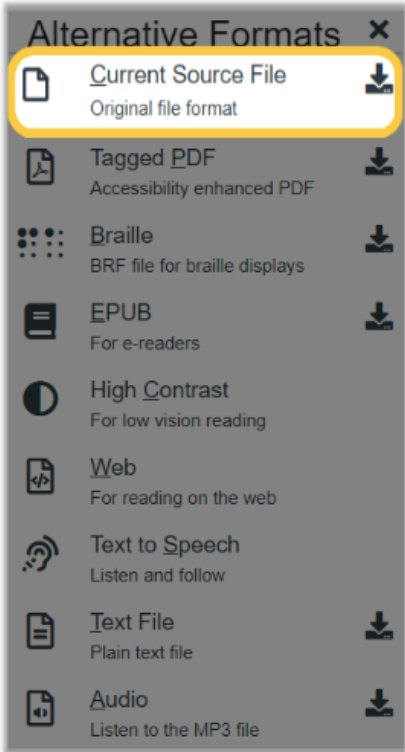 Alternative Formats
Current Source File
Original file format
Tagged PDF
Accessibility enhanced PDF
Braille
BRF file for braille displays
EPUB
For e-readers
High Contrast
For low vision reading
Web
For reading on the web
Text to Speech
Listen and follow
Text File
Plain text file
Audio
Listen to the MP3 file